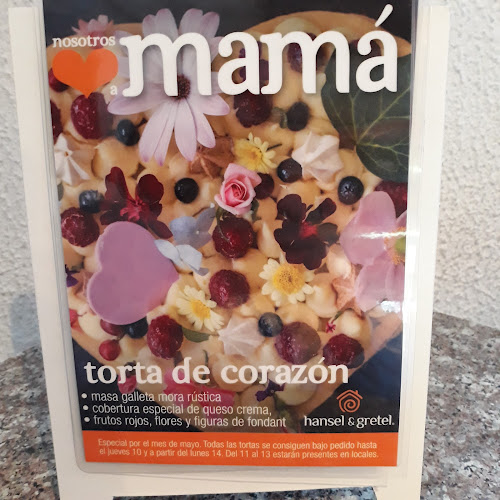 nosotros
a
mamá
torta de corazón
• masa galleta mora rústica
• cobertura especial de queso crema,
• frutos rojos, flores y figuras de fondant
hansel & gretel
Especial por el mes de mayo. Todas las tortas se consiguen bajo pedido hasta
el jueves 10 y a partir del lunes 14. Del 11 al 13 estarán presentes en locales.